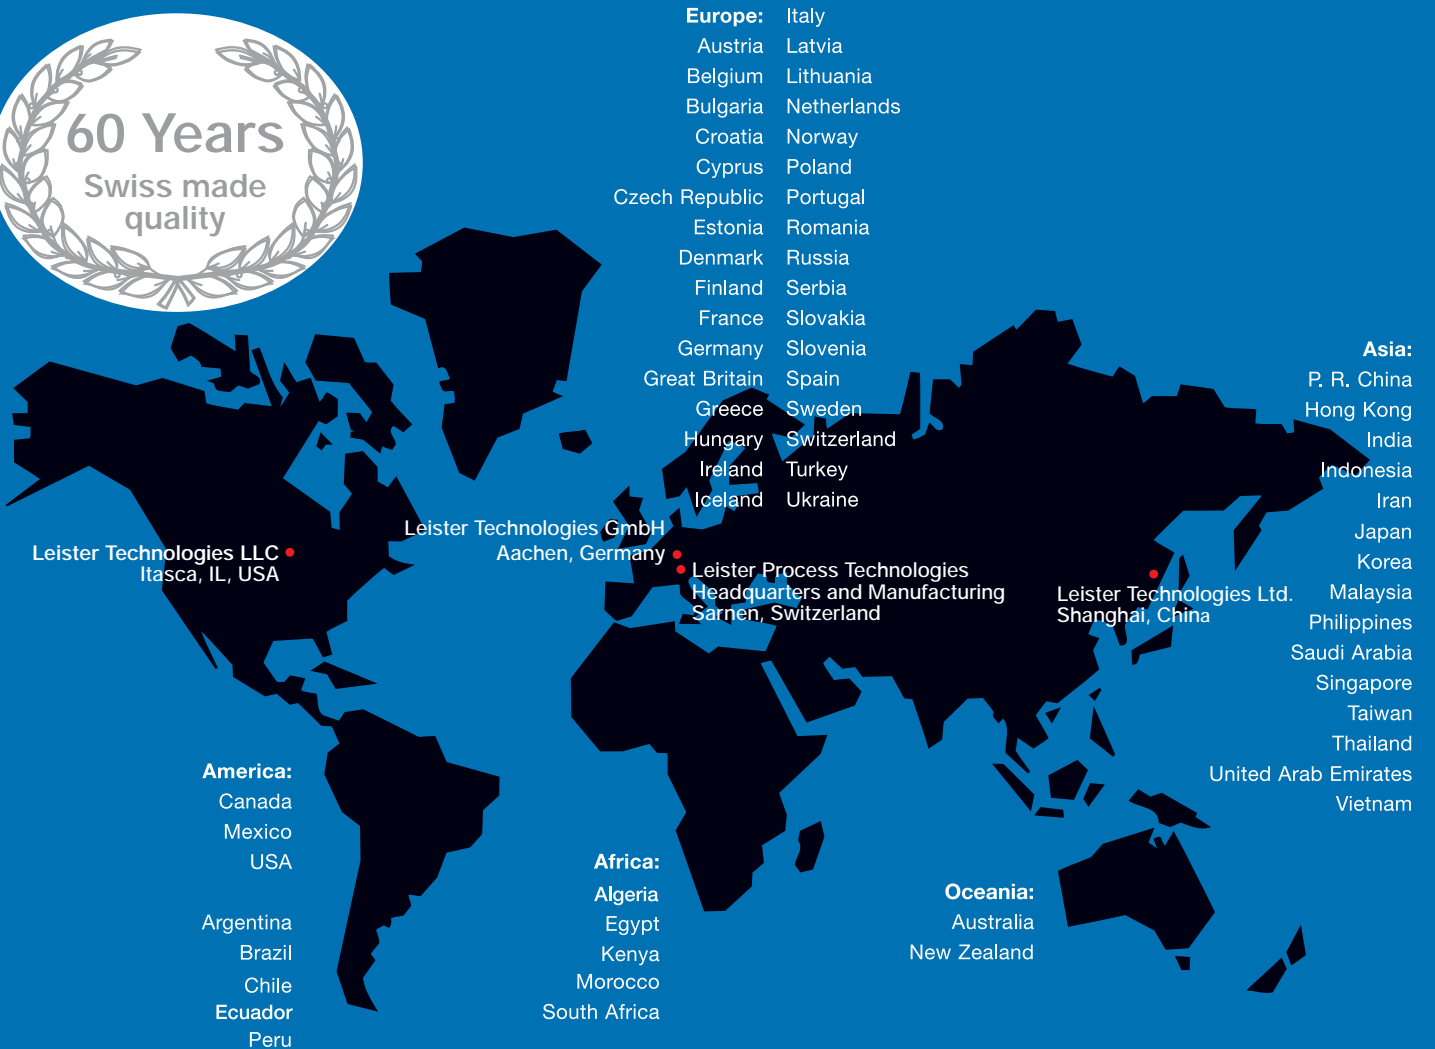 60 Years
Swiss made
quality
Europe:
Austria
Belgium
Bulgaria
Croatia
Cyprus
Czech Republic
Estonia
Denmark
Finland
France
Germany
Great Britain
Greece
Hungary
Ireland
Iceland
Italy
Latvia
Lithuania
Netherlands
Norway
Poland
Portugal
Romania
Russia
Serbia
Slovakia
Slovenia
Spain
Sweden
Switzerland
Turkey
Ukraine
Asia:
P. R. China
Hong Kong
India
Indonesia
Iran
Japan
Korea
Malaysia
Philippines
Saudi Arabia
Singapore
Taiwan
Thailand
United Arab Emirates
Vietnam
Leister Technologies LLC
Itasca, IL, USA
Leister Technologies GmbH
Aachen, Germany
Leister Process Technologies
Headquarters and Manufacturing
Sarnen, Switzerland
Leister Technologies Ltd.
Shanghai, China
America:
Canada
Mexico
USA
Argentina
Brazil
Chile
Ecuador
Peru
Africa:
Algeria
Egypt
Kenya
Morocco
South Africa
Oceania:
Australia
New Zealand